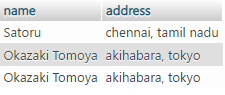 name address
Satoru chennai, tamil nadu
Okazaki Tomoya akihabara, tokyo
Okazaki Tomoya akihabara, tokyo